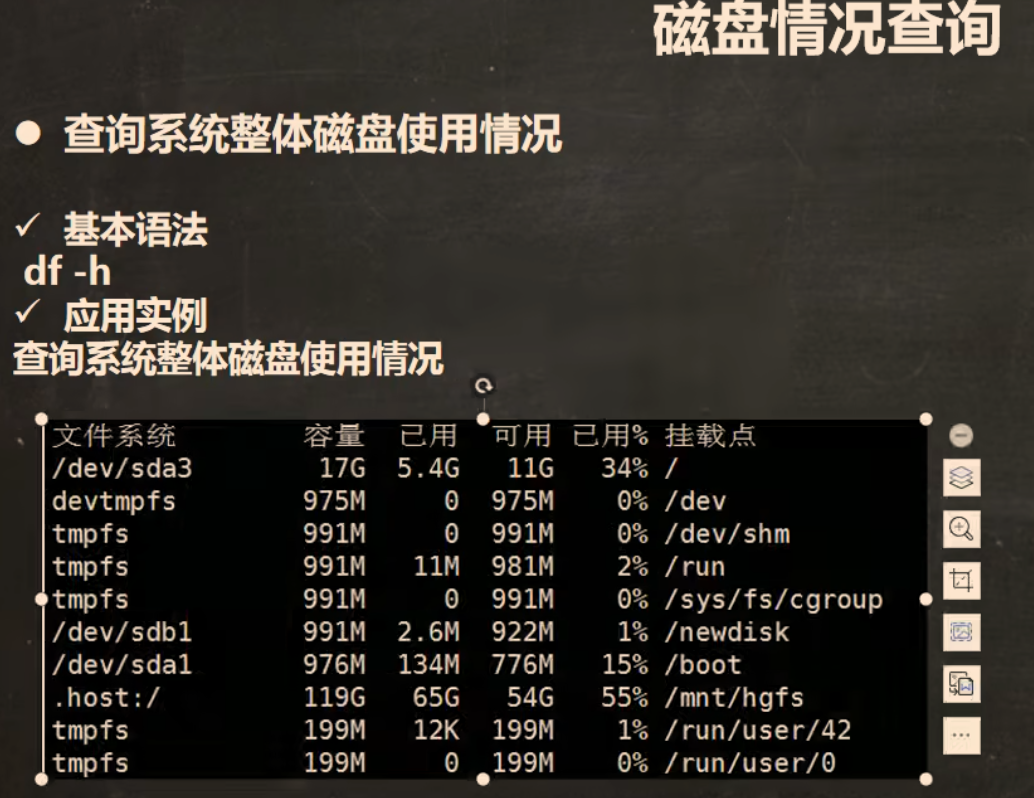 磁盘情况查询
● 查询系统整体磁盘使用情况
✓ 基本语法
df -h
✓ 应用实例
查询系统整体磁盘使用情况
文件系统 容量 已用 可用 已用% 挂载点
/dev/sda3 17G 5.4G 11G 34% /
devtmpfs 975M 0 975M 0% /dev
tmpfs 991M 0 991M 0% /dev/shm
tmpfs 991M 11M 981M 2% /run
tmpfs 991M 0 991M 0% /sys/fs/cgroup
/dev/sdb1 991M 2.6M 922M 1% /newdisk
/dev/sda1 976M 134M 776M 15% /boot
.host:/ 119G 65G 54G 55% /mnt/hgfs
tmpfs 199M 12K 199M 1% /run/user/42
tmpfs 199M 0 199M 0% /run/user/0